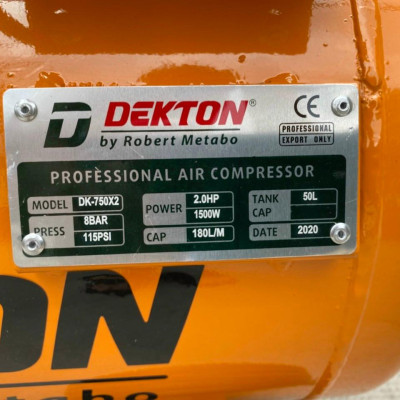 DEKTON®
by Robert Metabo
CE
PROFESSIONAL
EXPORT ONLY
PROFESSIONAL AIR COMPRESSOR
MODEL DK-750X2
PRESS 8BAR
115PSI
POWER 2.0HP
1500W
CAP 180L/M
TANK CAP 50L
DATE 2020
ON